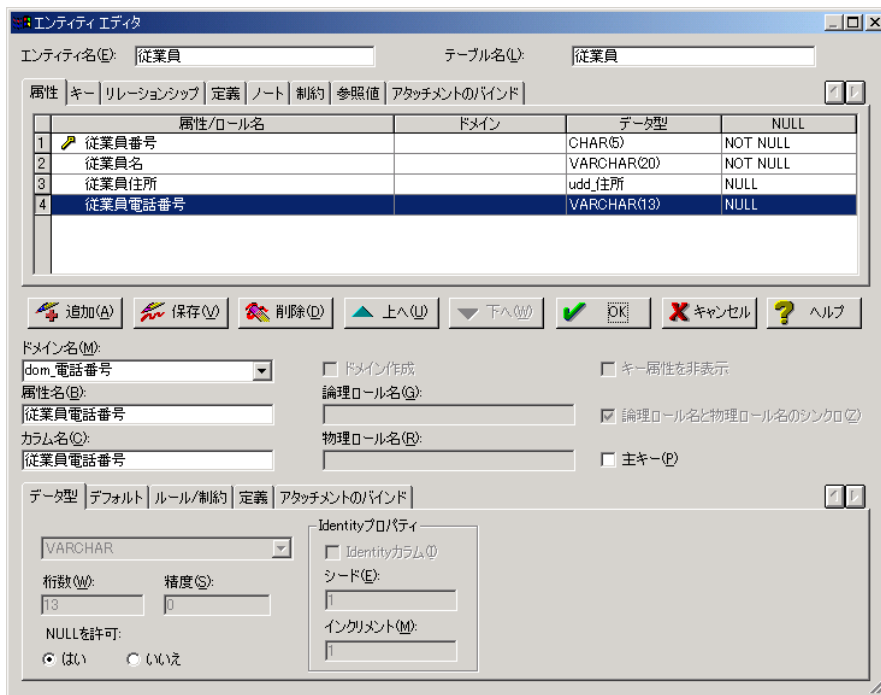 エンティティ エディタ
エンティティ名(E): 従業員 テーブル名(L): 従業員
属性 キー リレーションシップ 定義 ノート 制約 参照値 アタッチメントのバインド
属性/ロール名 ドメイン データ型 NULL
1 従業員番号 CHAR(5) NOT NULL
2 従業員名 VARCHAR(20) NOT NULL
3 従業員住所 udd_住所 NULL
4 従業員電話番号 VARCHAR(13) NULL
追加(A) 保存(V) 削除(D) 上へ(U) 下へ(W) OK キャンセル ヘルプ
ドメイン名(M):
dom_電話番号 ドメイン作成 キー属性を非表示
属性名(B): 論理ロール名(G):
従業員電話番号 論理ロール名と物理ロール名のシンクロ(Z)
カラム名(C): 物理ロール名(R):
従業員電話番号 主キー(P)
データ型 デフォルト ルール/制約 定義 アタッチメントのバインド
Identityプロパティ
VARCHAR Identityカラム(I)
桁数(W): 精度(S): シード(E):
13 0 1
NULLを許可: インクリメント(M):
はい いいえ 1